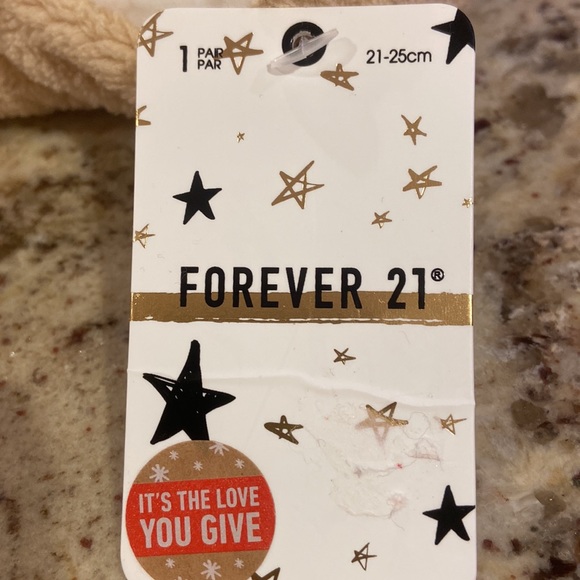 1 PAIR
PAR
21-25cm
FOREVER 21®
IT'S THE LOVE
YOU GIVE